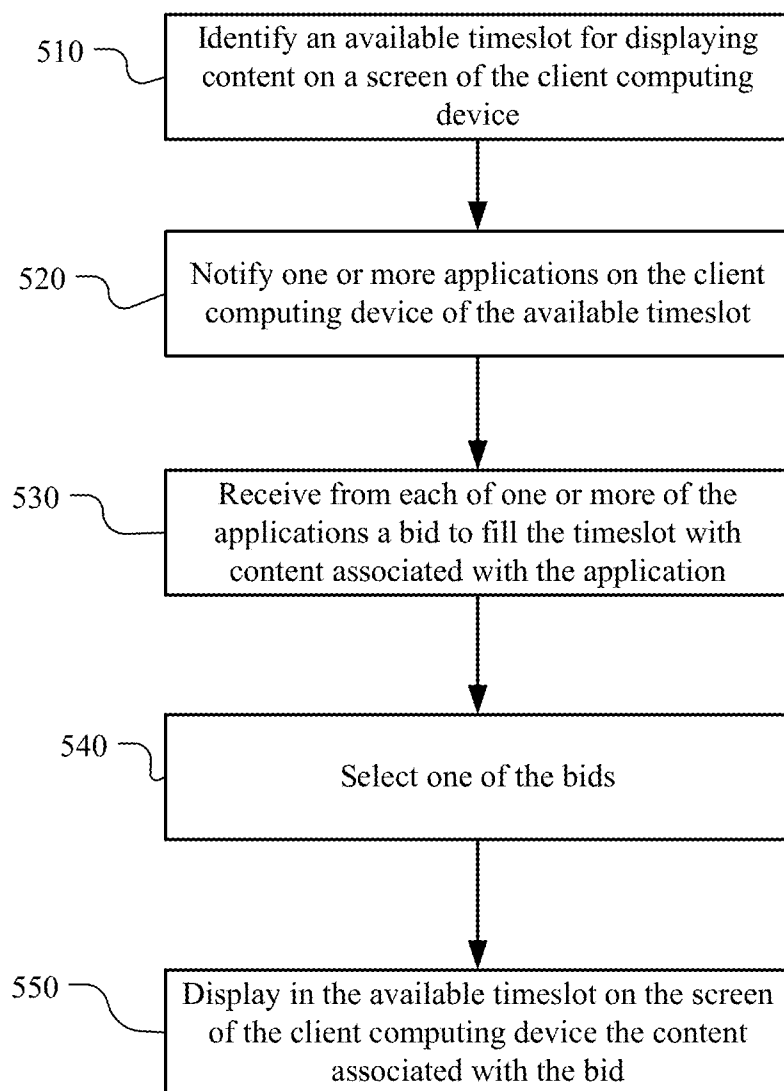 510
Identify an available timeslot for displaying
content on a screen of the client computing
device
520
Notify one or more applications on the client
computing device of the available timeslot
530
Receive from each of one or more of the
applications a bid to fill the timeslot with
content associated with the application
540
Select one of the bids
550
Display in the available timeslot on the screen
of the client computing device the content
associated with the bid